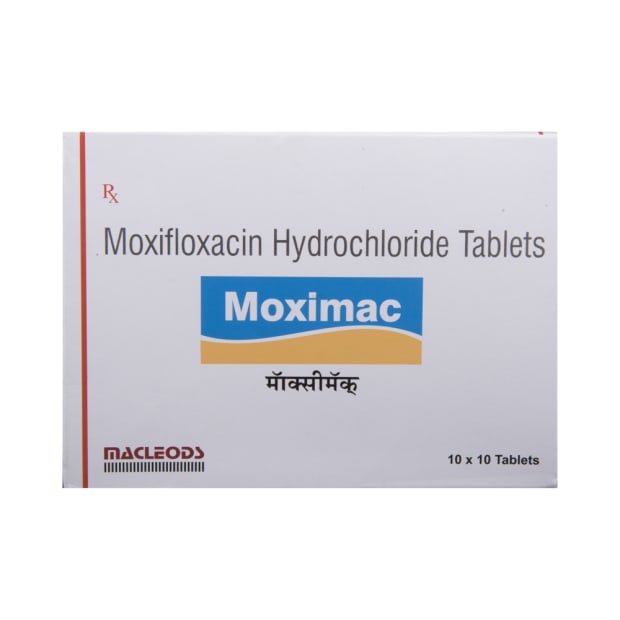 Rx
Moxifloxacin Hydrochloride Tablets
Moximac
मॅाक्सीमॅक्
MACLEODS
10 x 10 Tablets